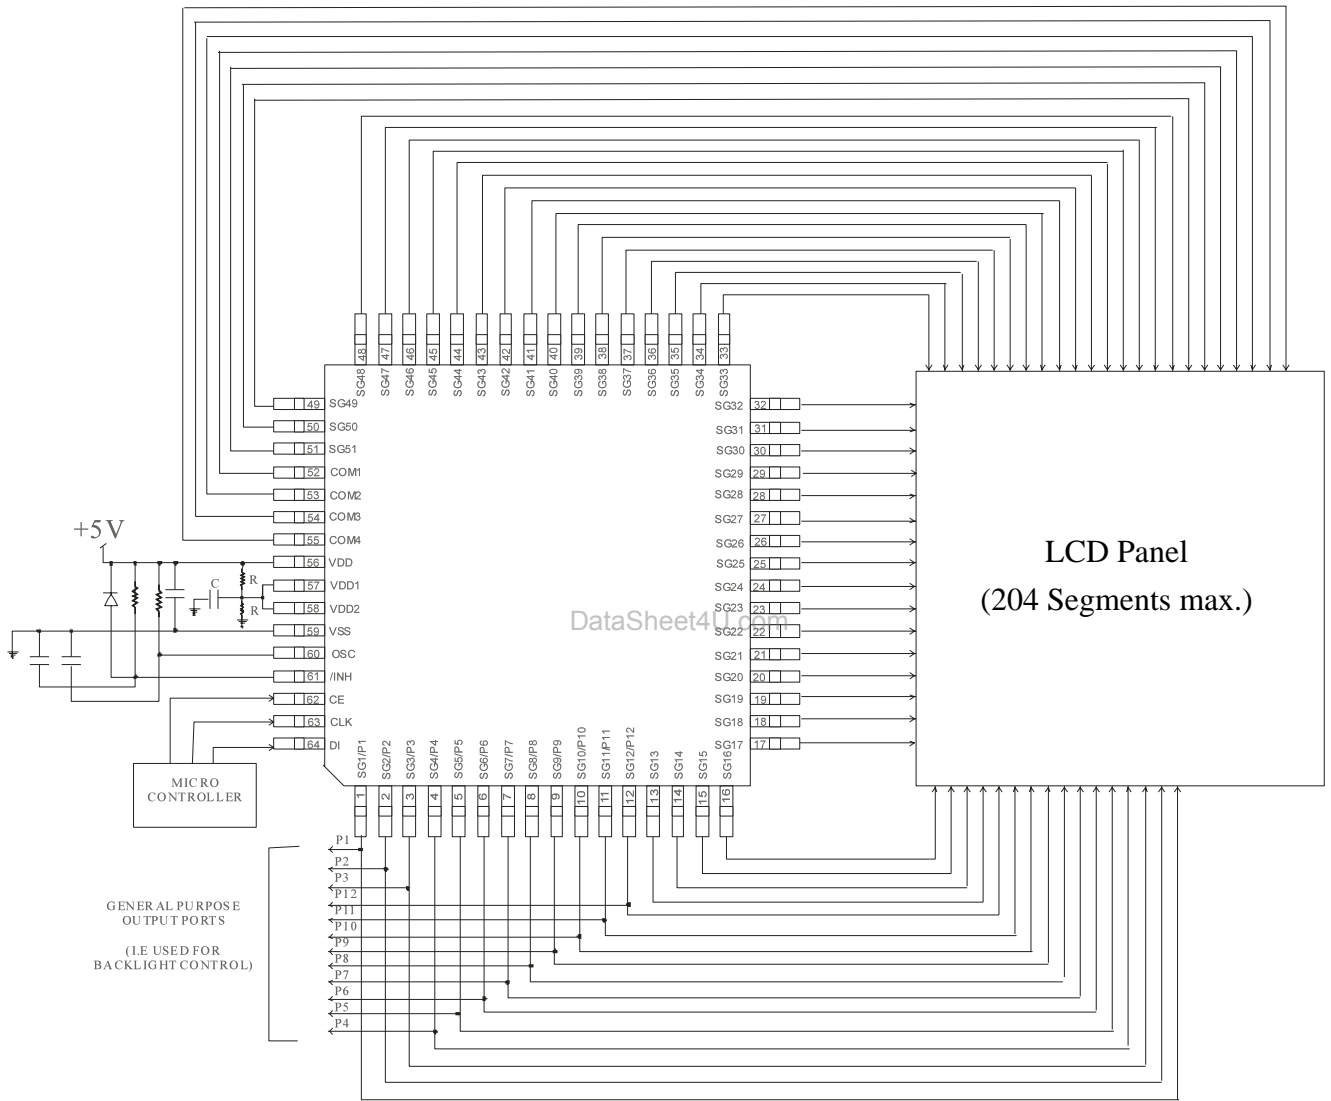 48 47 46 45 44 43 42 41 40 39 38 37 36 35 34 33
SG48 SG47 SG46 SG45 SG44 SG43 SG42 SG41 SG40 SG39 SG38 SG37 SG36 SG35 SG34 SG33
49 SG49
50 SG50
51 SG51
52 COM1
53 COM2
54 COM3
55 COM4
56 VDD
57 VDD1
58 VDD2
59 VSS
60 OSC
61 /INH
62 CE
63 CLK
64 DI
+5V
R
C
R
SG32 32
SG31 31
SG30 30
SG29 29
SG28 28
SG27 27
SG26 26
SG25 25
SG24 24
SG23 23
SG22 22
SG21 21
SG20 20
SG19 19
SG18 18
SG17 17
DataSheet4U.com
LCD Panel
(204 Segments max.)
SG1/P1 SG2/P2 SG3/P3 SG4/P4 SG5/P5 SG6/P6 SG7/P7 SG8/P8 SG9/P9 SG10/P10 SG11/P11 SG12/P12 SG13 SG14 SG15 SG16
1 2 3 4 5 6 7 8 9 10 11 12 13 14 15 16
MICRO
CONTROLLER
P1
P2
P3
P12
P11
P10
P9
P8
P7
P6
P5
P4
GENERAL PURPOSE
OUTPUT PORTS
(I.E USED FOR
BACKLIGHT CONTROL)